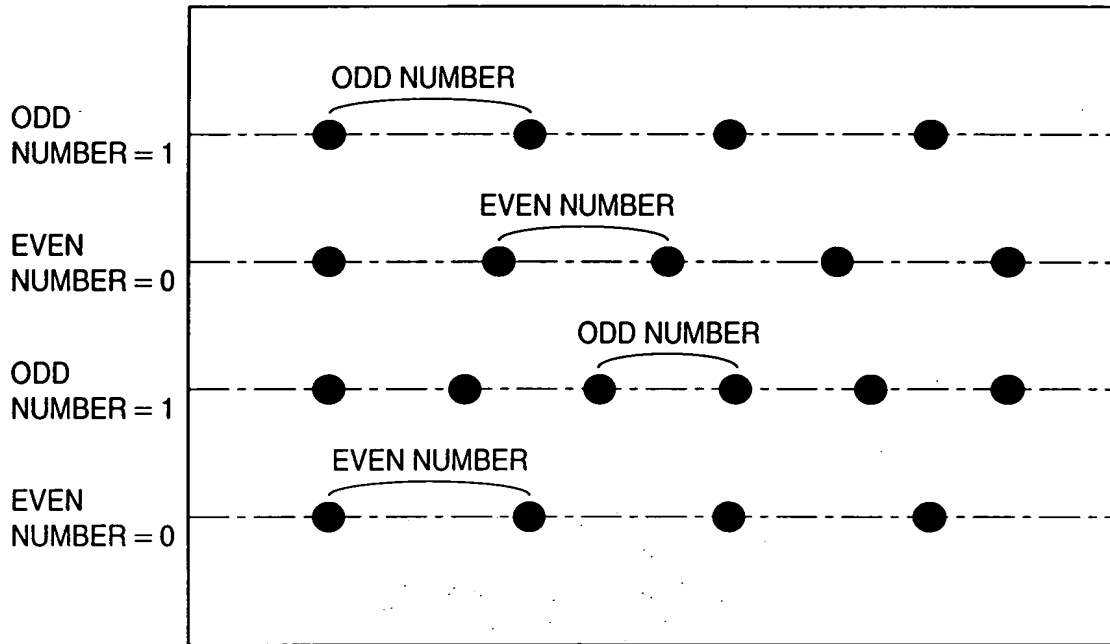 ODD NUMBER
ODD
NUMBER = 1
EVEN NUMBER
EVEN
NUMBER = 0
ODD NUMBER
ODD
NUMBER = 1
EVEN NUMBER
EVEN
NUMBER = 0